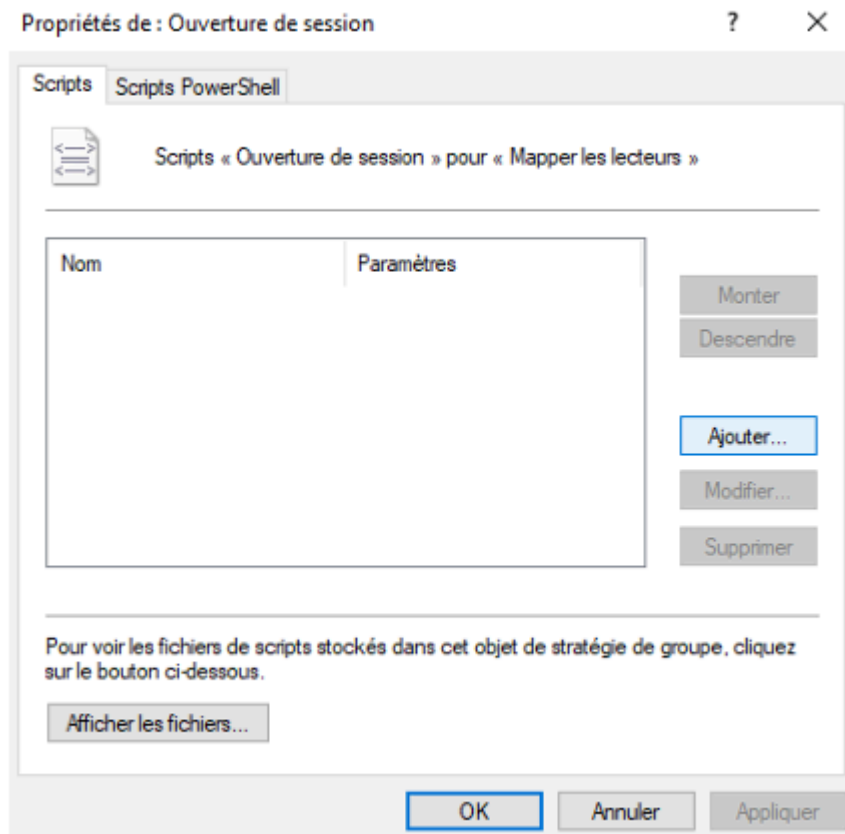 Propriétés de : Ouverture de session
Scripts
Scripts PowerShell
Scripts « Ouverture de session » pour « Mapper les lecteurs »
Nom
Paramètres
Monter
Descendre
Ajouter...
Modifier...
Supprimer
Pour voir les fichiers de scripts stockés dans cet objet de stratégie de groupe, cliquez
sur le bouton ci-dessous.
Afficher les fichiers...
OK
Annuler
Appliquer